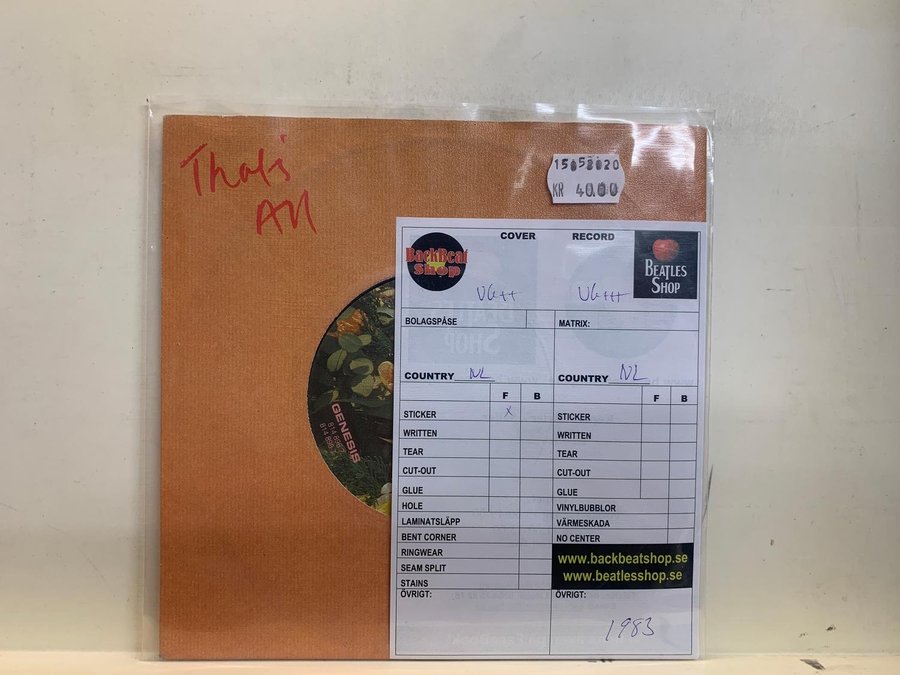 That's
All
15052020
KR 40.00
GENESIS
COVER
RECORD
BackBeat
Shop
BEATLES
SHOP
VG++
VG+++
BOLAGSPÅSE
MATRIX:
COUNTRY NL
COUNTRY NL
F B
F B
STICKER X
STICKER
WRITTEN
WRITTEN
TEAR
TEAR
CUT-OUT
CUT-OUT
GLUE
GLUE
HOLE
VINYLBUBBLOR
LAMINATSLÄPP
VÄRMESKADA
BENT CORNER
NO CENTER
RINGWEAR
www.backbeatshop.se
SEAM SPLIT
www.beatlesshop.se
STAINS
ÖVRIGT:
ÖVRIGT:
1983